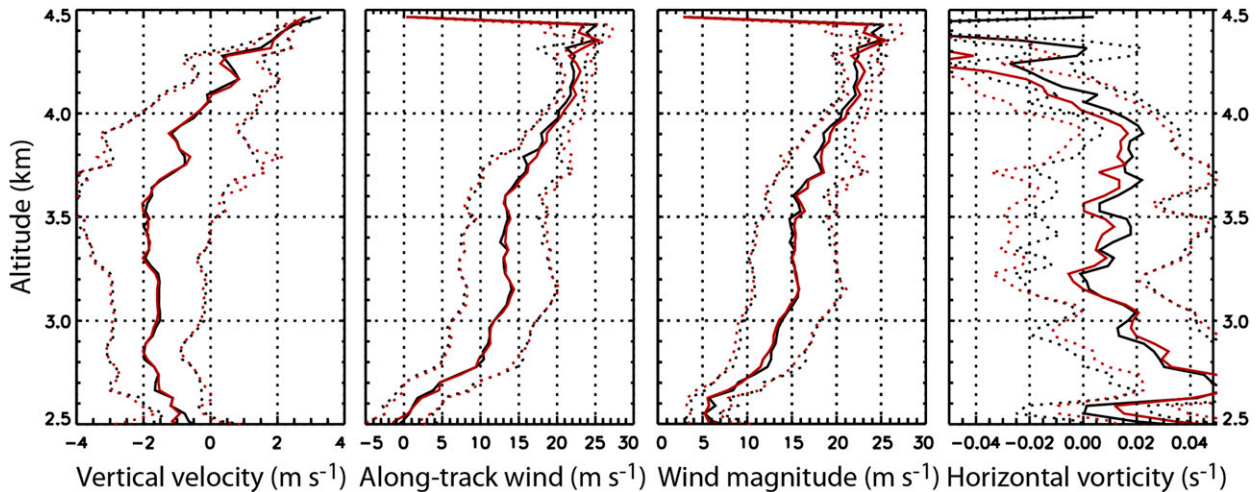 4.5
4.0
3.5
3.0
2.5
Altitude (km)
-4 -2 0 2 4
-5 0 5 10 15 20 25 30
0 5 10 15 20 25 30
-0.04 -0.02 0.00 0.02 0.04
4.5
4.0
3.5
3.0
2.5
Vertical velocity (m s⁻¹) Along-track wind (m s⁻¹) Wind magnitude (m s⁻¹) Horizontal vorticity (s⁻¹)